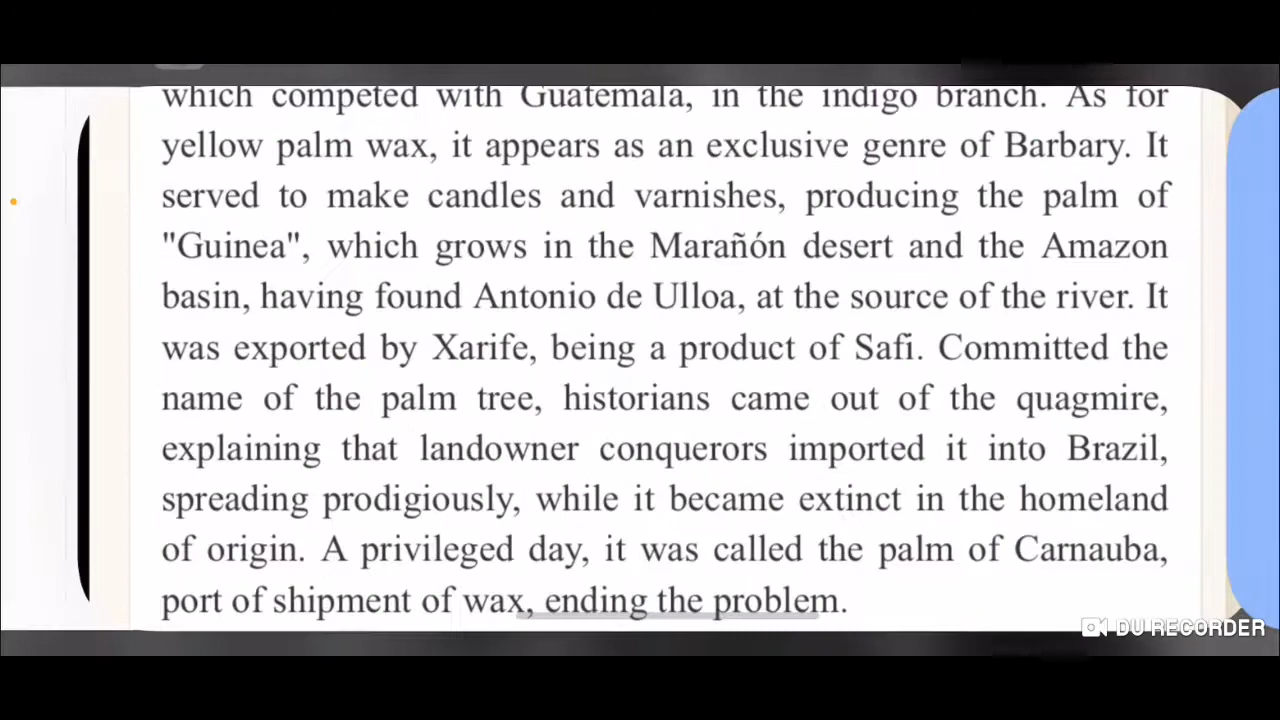 which competed with Guatemala, in the indigo branch. As for
yellow palm wax, it appears as an exclusive genre of Barbary. It
served to make candles and varnishes, producing the palm of
"Guinea", which grows in the Marañón desert and the Amazon
basin, having found Antonio de Ulloa, at the source of the river. It
was exported by Xarife, being a product of Safi. Committed the
name of the palm tree, historians came out of the quagmire,
explaining that landowner conquerors imported it into Brazil,
spreading prodigiously, while it became extinct in the homeland
of origin. A privileged day, it was called the palm of Carnauba,
port of shipment of wax, ending the problem.
DU RECORDER